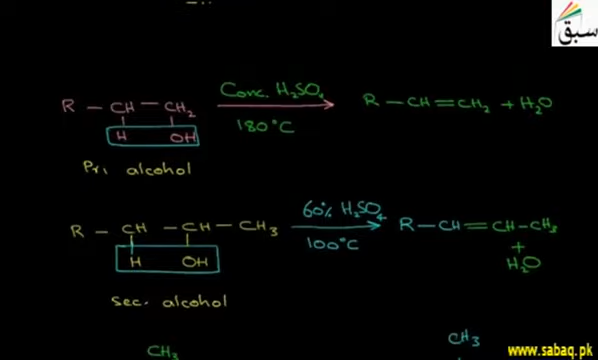 سبق
R - CH - CH₂ Conc. H₂SO₄ R - CH = CH₂ + H₂O
H OH 180°C
Pri alcohol
R - CH - CH - CH₃ 60% H₂SO₄ R - CH = CH - CH₃
H OH 100°C + H₂O
sec. alcohol
CH₃ CH₃
www.sabaq.pk